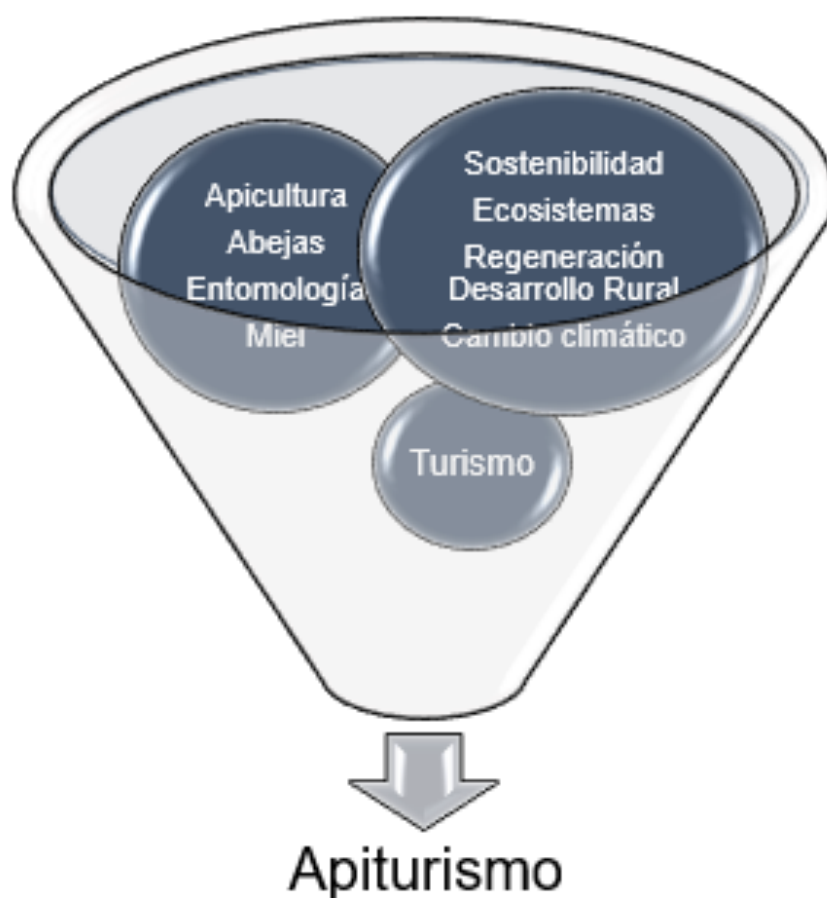 Apicultura
Abejas
Entomología
Miel
Sostenibilidad
Ecosistemas
Regeneración
Desarrollo Rural
Cambio climático
Turismo
Apiturismo